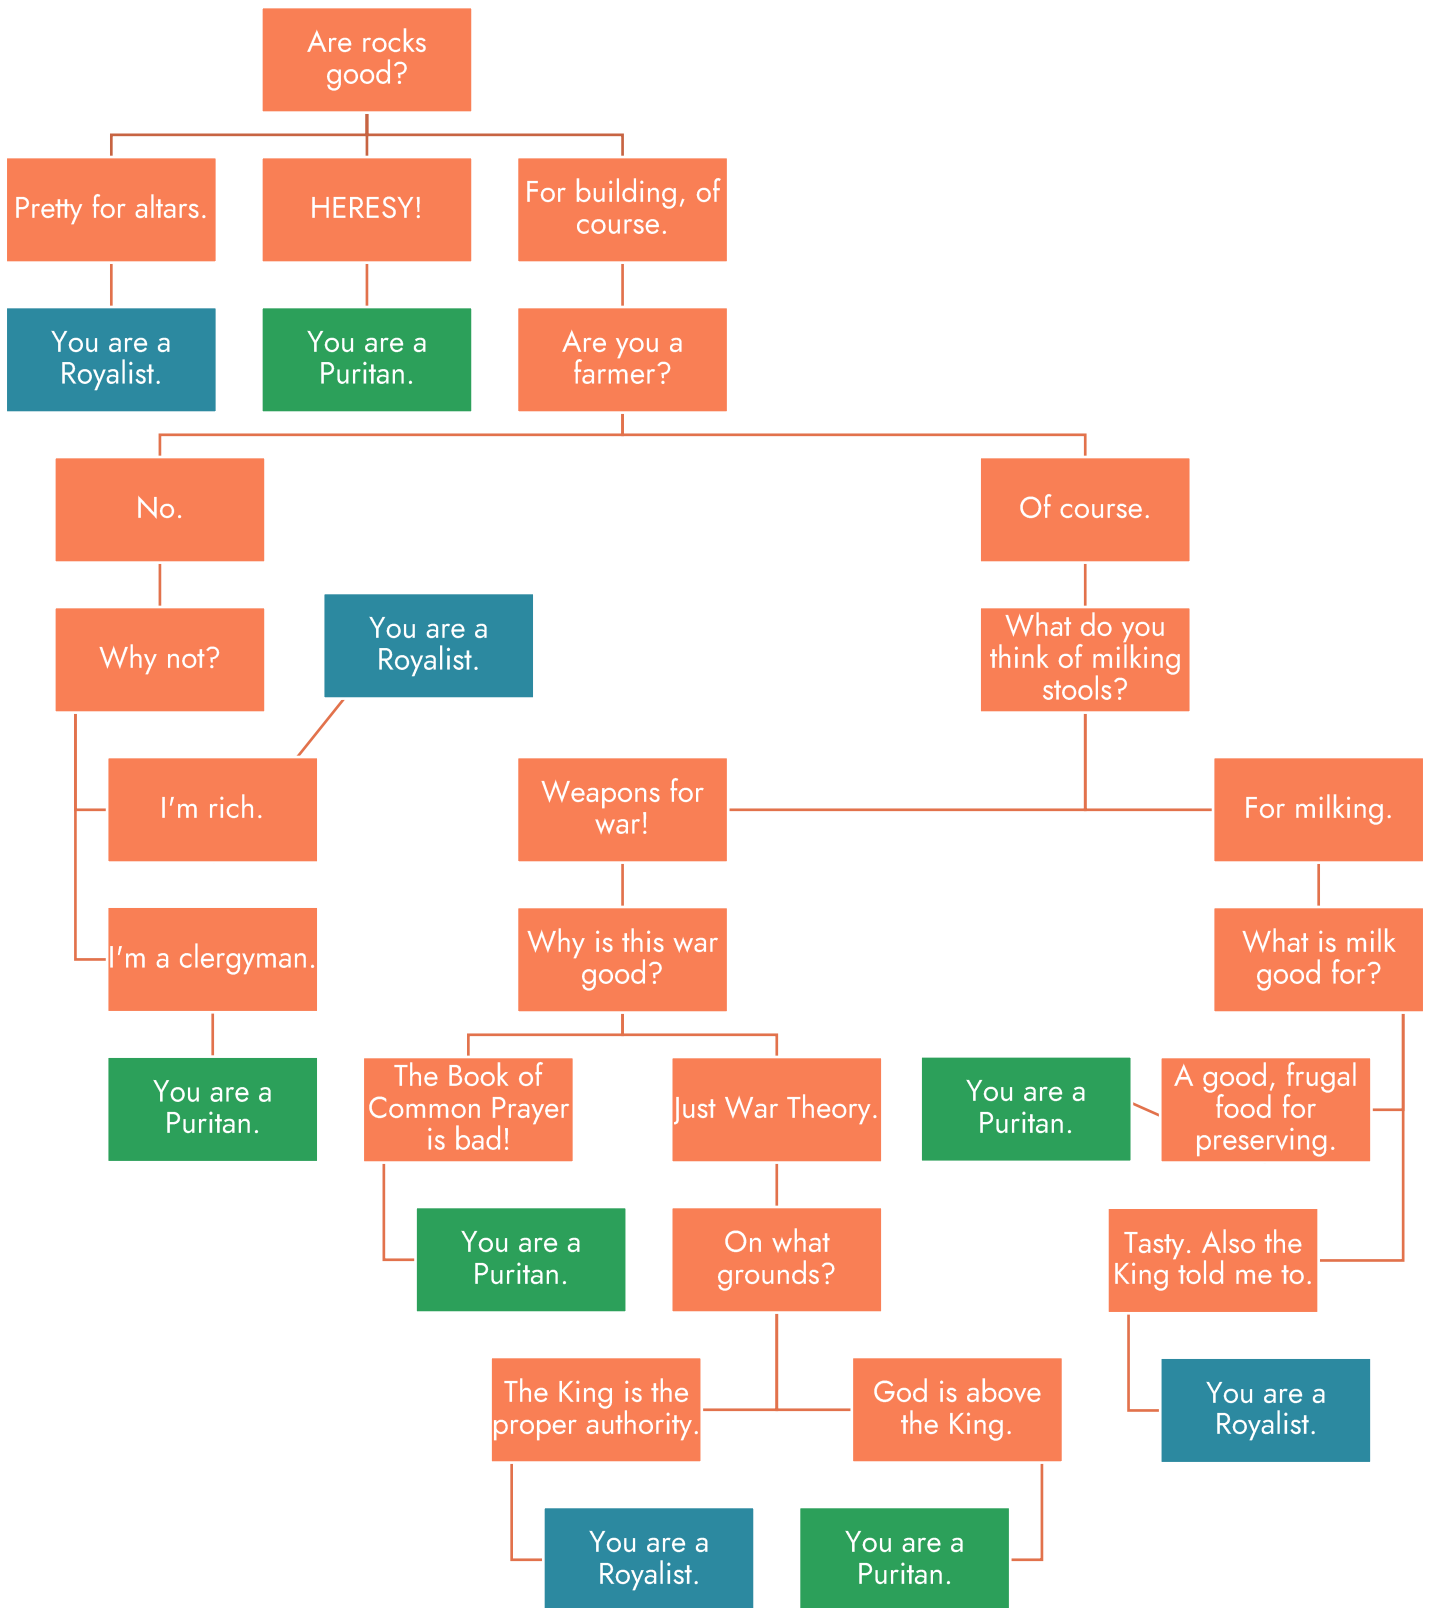 Are rocks
good?
Pretty for altars.
HERESY!
For building, of
course.
You are a
Royalist.
You are a
Puritan.
Are you a
farmer?
No.
Of course.
Why not?
You are a
Royalist.
What do you
think of milking
stools?
I'm rich.
Weapons for
war!
For milking.
I'm a clergyman.
Why is this war
good?
What is milk
good for?
You are a
Puritan.
The Book of
Common Prayer
is bad!
Just War Theory.
You are a
Puritan.
A good, frugal
food for
preserving.
You are a
Puritan.
On what
grounds?
Tasty. Also the
King told me to.
The King is the
proper authority.
God is above
the King.
You are a
Royalist.
You are a
Royalist.
You are a
Puritan.